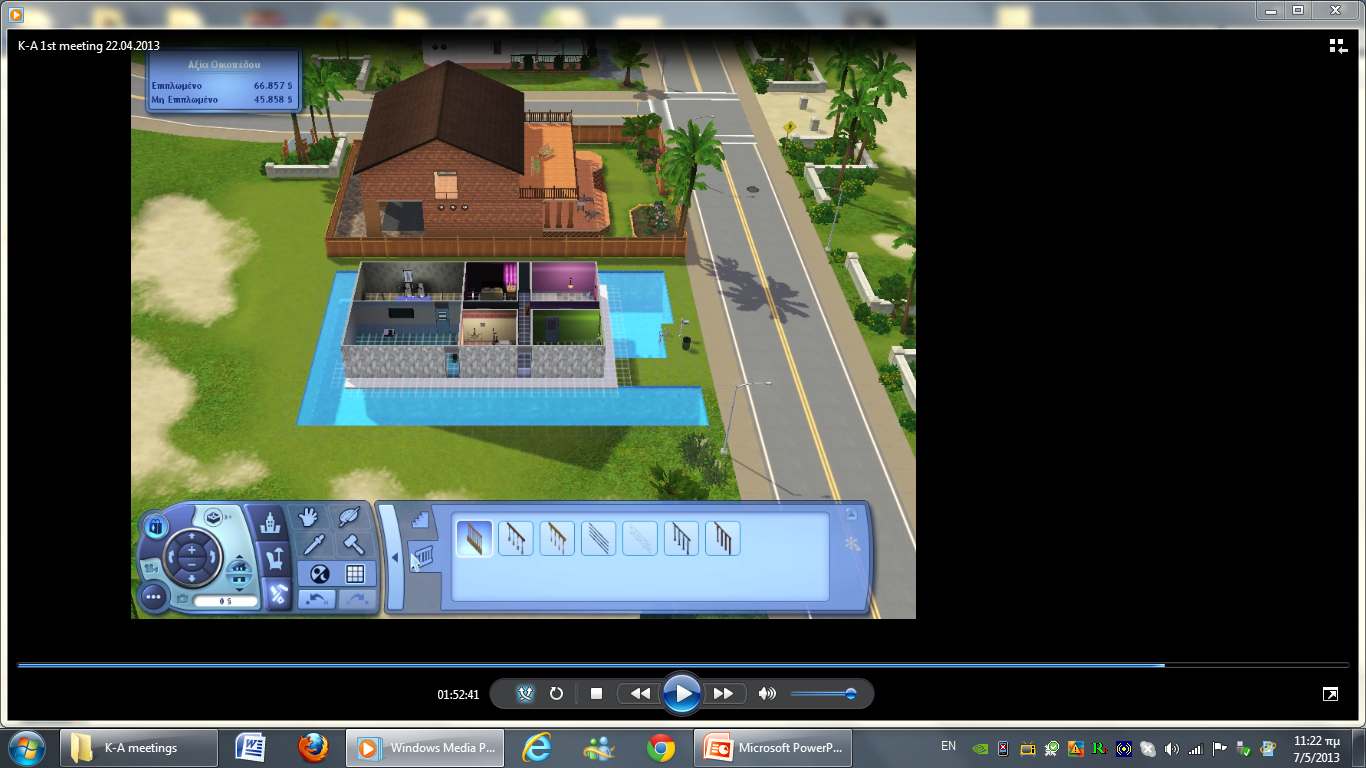 K-A 1st meeting 22.04.2013
Αξία Οικοπέδου
Επιπλωμένο 66.857 §
Μη Επιπλωμένο 45.858 §
0 §
01:52:41
K-A meetings
Windows Media P...
Microsoft PowerP...
EN
11:22 πμ
7/5/2013